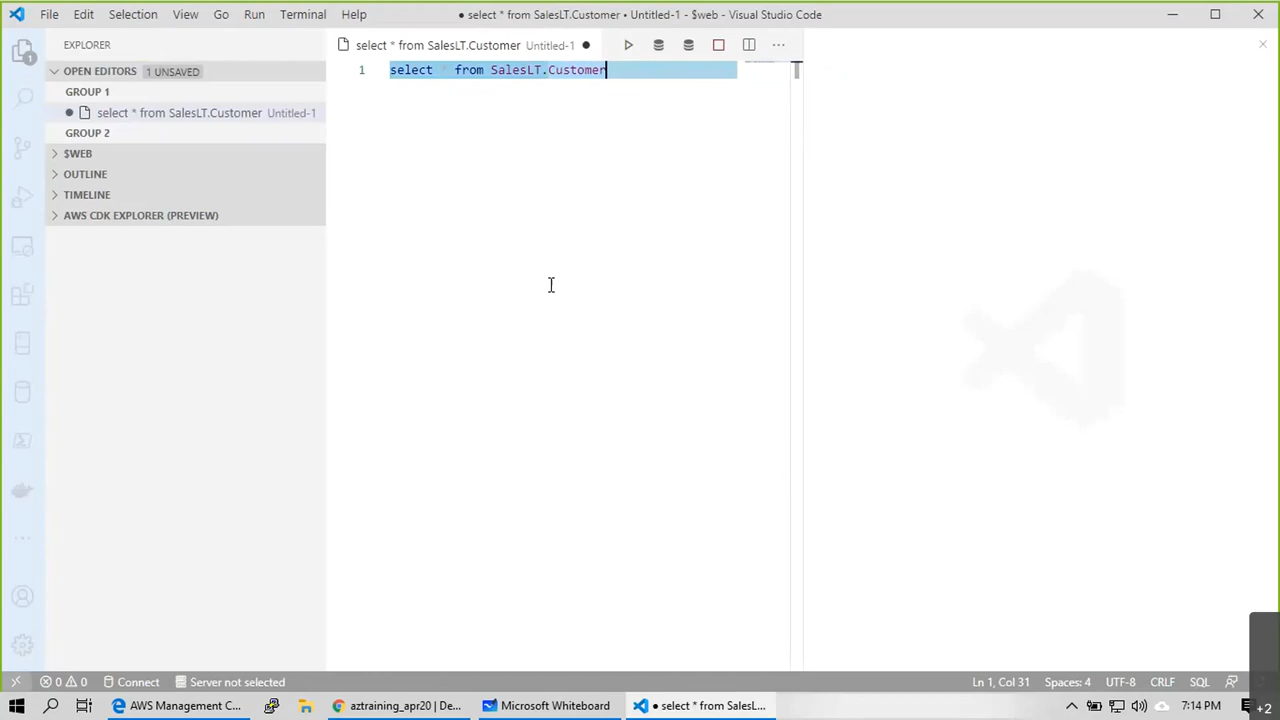 File Edit Selection View Go Run Terminal Help
● select * from SalesLT.Customer • Untitled-1 - $web - Visual Studio Code
EXPLORER
select * from SalesLT.Customer Untitled-1 ●
OPEN EDITORS 1 UNSAVED
1 select * from SalesLT.Customer
GROUP 1
● select * from SalesLT.Customer Untitled-1
GROUP 2
$WEB
OUTLINE
TIMELINE
AWS CDK EXPLORER (PREVIEW)
1
0 0 Connect Server not selected
Ln 1, Col 31 Spaces: 4 UTF-8 CRLF SQL
AWS Management C...
aztraining_apr20 | De...
Microsoft Whiteboard
● select * from SalesL...
7:14 PM
+2